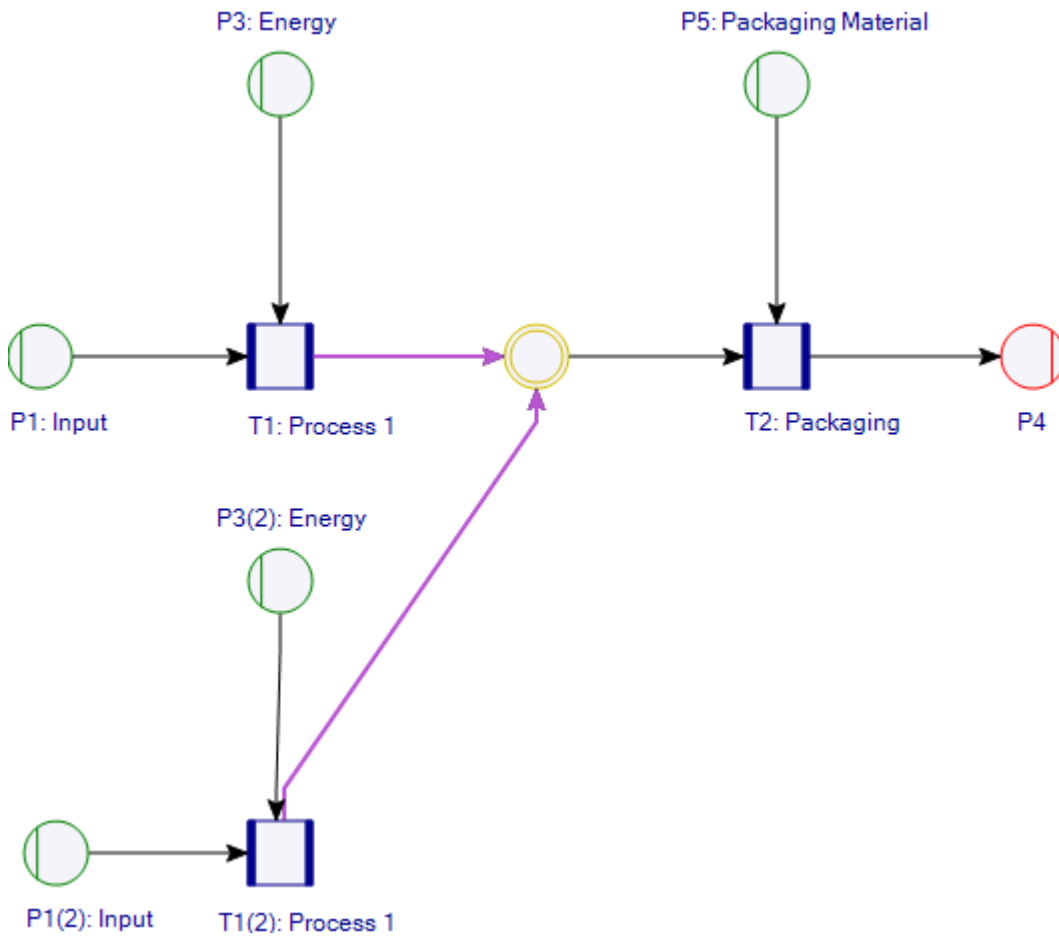 P3: Energy
P5: Packaging Material
P1: Input
T1: Process 1
T2: Packaging
P4
P3(2): Energy
P1(2): Input
T1(2): Process 1